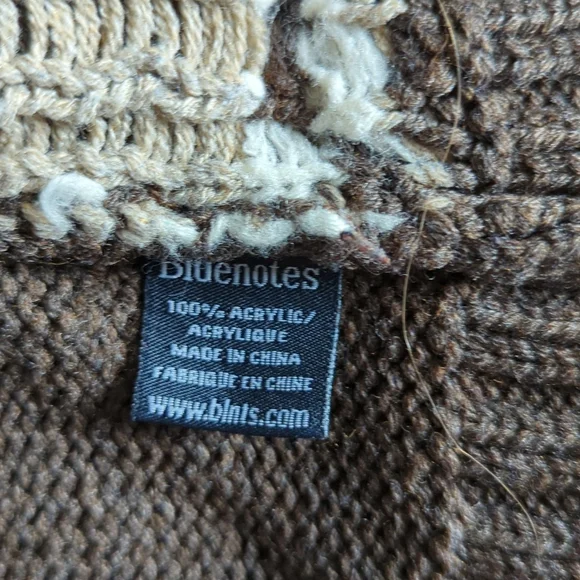 Bluenotes
100% ACRYLIC/
ACRYLIQUE
MADE IN CHINA
FABRIQUE EN CHINE
www.blnts.com